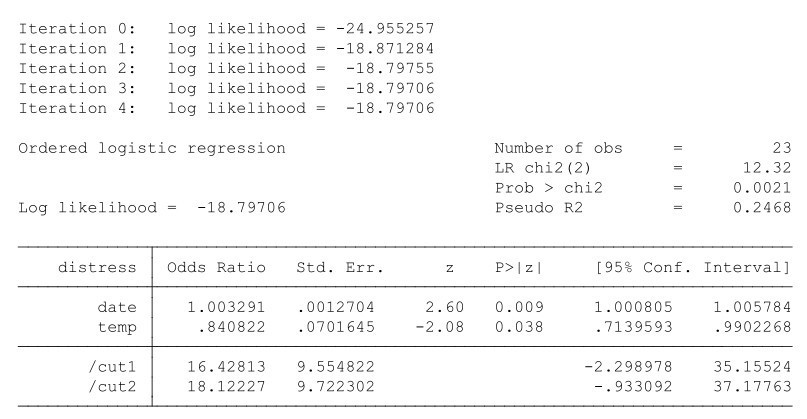 Iteration 0:   log likelihood = -24.955257
Iteration 1:   log likelihood = -18.871284
Iteration 2:   log likelihood =  -18.79755
Iteration 3:   log likelihood =  -18.79706
Iteration 4:   log likelihood =  -18.79706
Ordered logistic regression                     Number of obs     =         23
LR chi2(2)        =      12.32
Prob > chi2       =     0.0021
Log likelihood =  -18.79706                     Pseudo R2         =     0.2468
distress | Odds Ratio   Std. Err.      z    P>|z|     [95% Conf. Interval]
date | 1.003291   .0012704     2.60   0.009     1.000805    1.005784
temp | .840822   .0701645    -2.08   0.038     .7139593    .9902268
/cut1 | 16.42813   9.554822                     -2.298978    35.15524
/cut2 | 18.12227   9.722302                      -.933092    37.17763